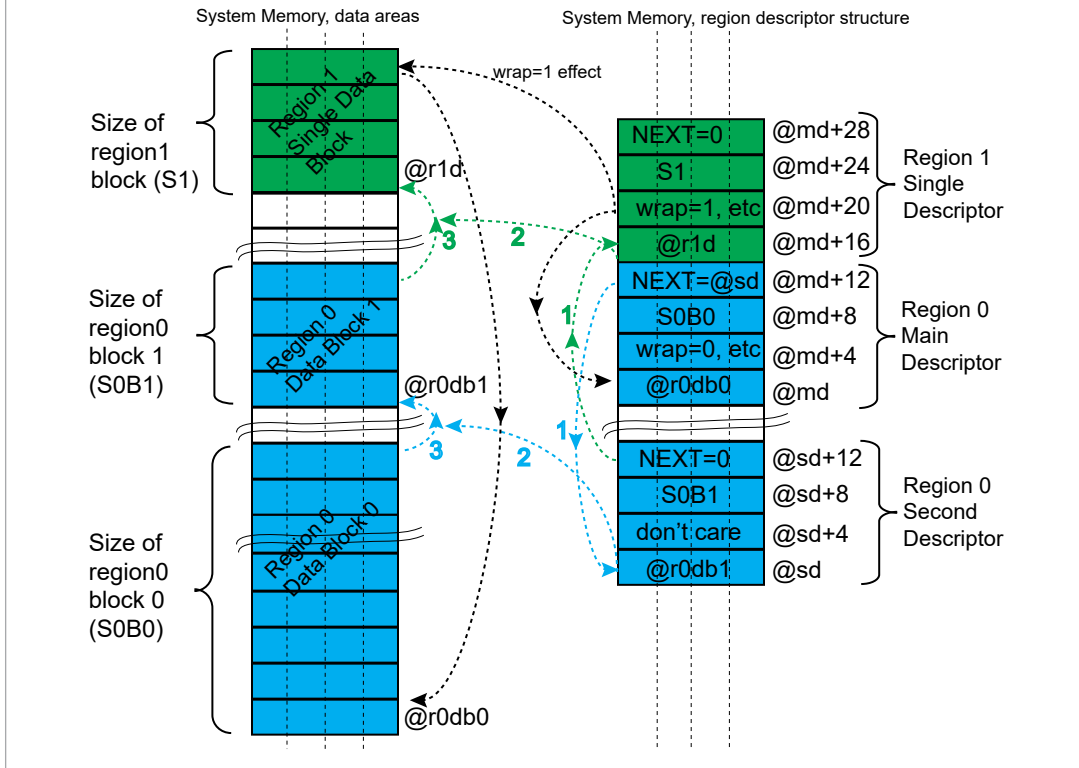 System Memory, data areas
System Memory, region descriptor structure
wrap=1 effect
Size of
region1
block (S1)
Region 1
Single Data
Block
@r1d
3
2
Size of
region0
block 1
(S0B1)
Region 0
Data Block 1
@r0db1
3
2
1
1
Size of
region0
block 0
(S0B0)
Region 0
Data Block 0
@r0db0
NEXT=0
@md+28
S1
@md+24
wrap=1, etc
@md+20
@r1d
@md+16
Region 1
Single
Descriptor
NEXT=@sd
@md+12
S0B0
@md+8
wrap=0, etc
@md+4
@r0db0
@md
Region 0
Main
Descriptor
NEXT=0
@sd+12
S0B1
@sd+8
don't care
@sd+4
@r0db1
@sd
Region 0
Second
Descriptor